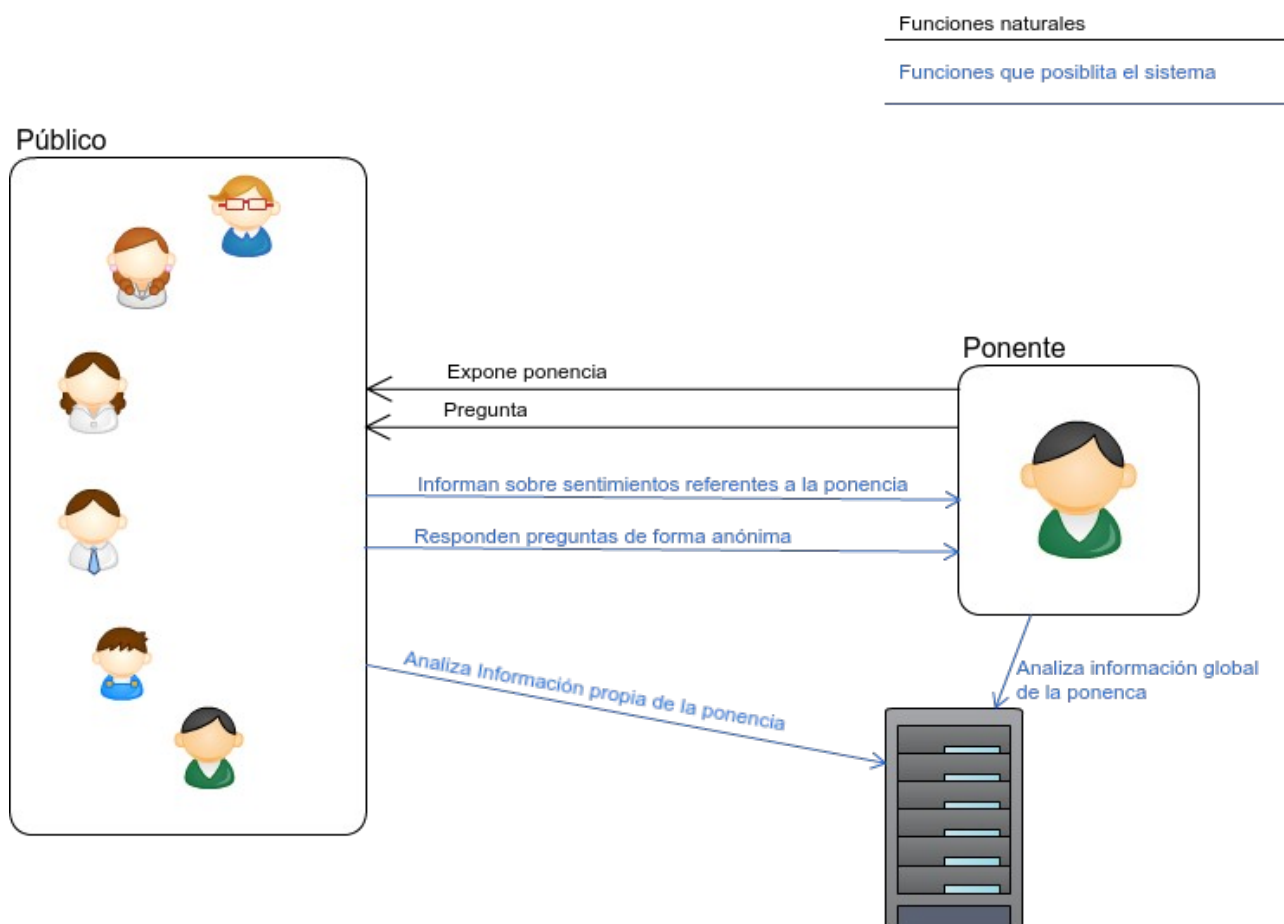 Funciones naturales
Funciones que posiblita el sistema
Público
Ponente
Expone ponencia
Pregunta
Informan sobre sentimientos referentes a la ponencia
Responden preguntas de forma anónima
Analiza Información propia de la ponencia
Analiza información global
de la ponenca